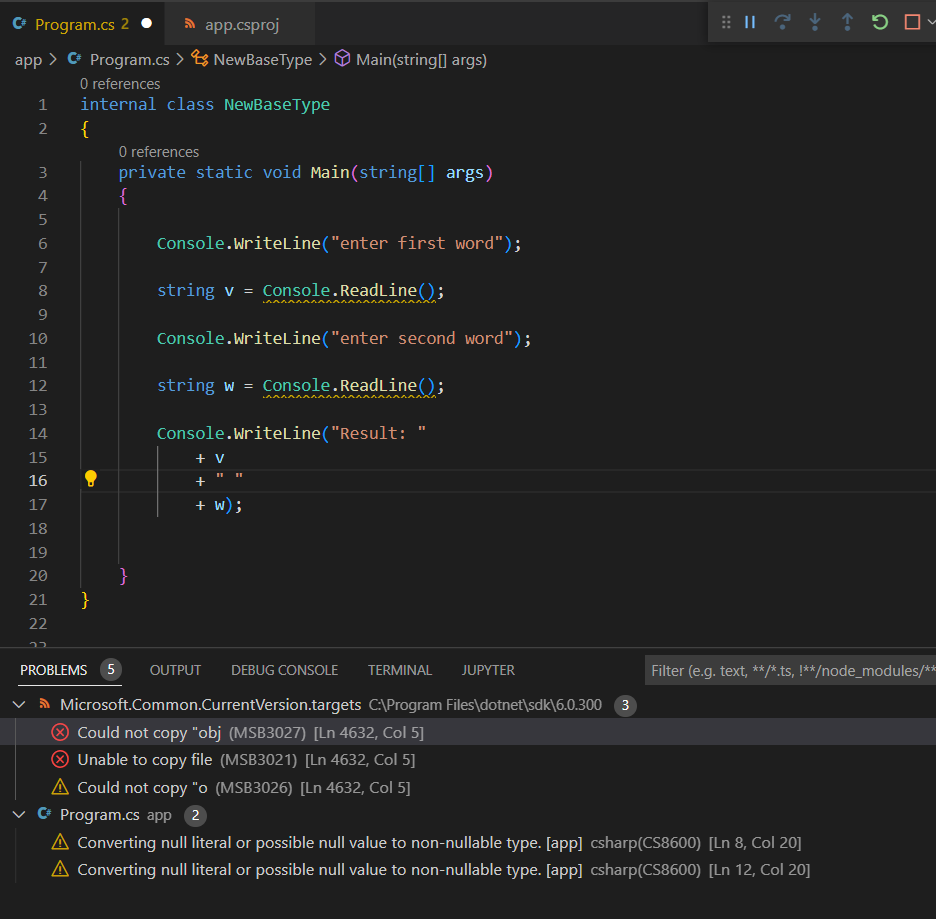 Program.cs 2
app.csproj
app > Program.cs > NewBaseType > Main(string[] args)
0 references
1 internal class NewBaseType
2 {
0 references
3 private static void Main(string[] args)
4 {
5
6 Console.WriteLine("enter first word");
7
8 string v = Console.ReadLine();
9
10 Console.WriteLine("enter second word");
11
12 string w = Console.ReadLine();
13
14 Console.WriteLine("Result: "
15 + v
16 + " "
17 + w);
18
19
20 }
21 }
22
23
PROBLEMS 5 OUTPUT DEBUG CONSOLE TERMINAL JUPYTER Filter (e.g. text, **/*.ts, !**/node_modules/**
Microsoft.Common.CurrentVersion.targets C:\Program Files\dotnet\sdk\6.0.300 3
Could not copy "obj (MSB3027) [Ln 4632, Col 5]
Unable to copy file (MSB3021) [Ln 4632, Col 5]
Could not copy "o (MSB3026) [Ln 4632, Col 5]
Program.cs app 2
Converting null literal or possible null value to non-nullable type. [app] csharp(CS8600) [Ln 8, Col 20]
Converting null literal or possible null value to non-nullable type. [app] csharp(CS8600) [Ln 12, Col 20]